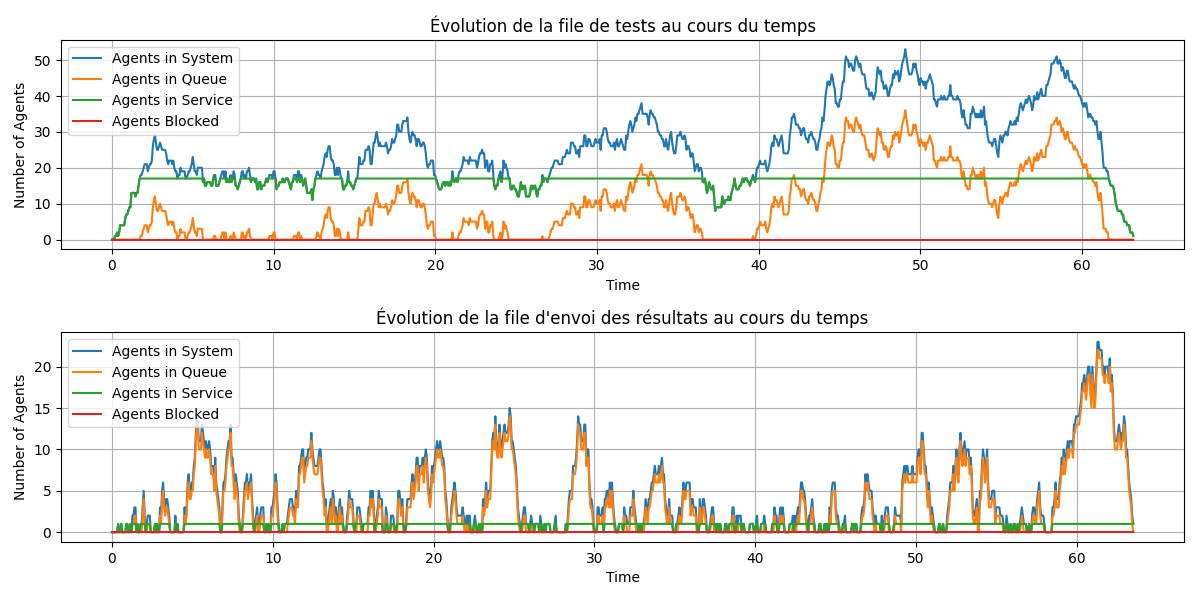 Évolution de la file de tests au cours du temps
Number of Agents
50
40
30
20
10
0
Agents in System
Agents in Queue
Agents in Service
Agents Blocked
0 10 20 30 40 50 60
Time
Évolution de la file d'envoi des résultats au cours du temps
Number of Agents
20
15
10
5
0
Agents in System
Agents in Queue
Agents in Service
Agents Blocked
0 10 20 30 40 50 60
Time